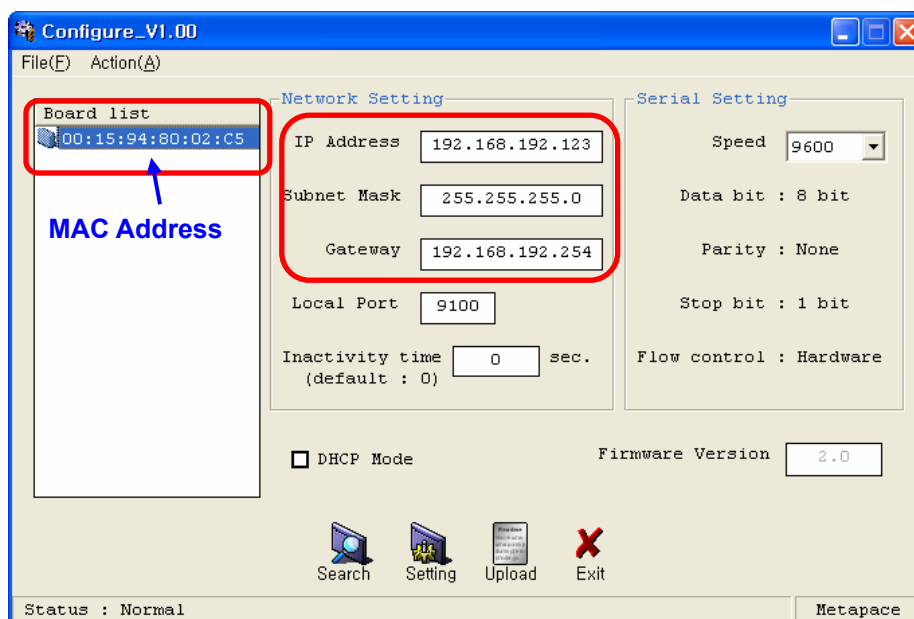 Configure_V1.00
File(F) Action(A)
Board list
00:15:94:80:02:C5
MAC Address
Network Setting
IP Address 192.168.192.123
Subnet Mask 255.255.255.0
Gateway 192.168.192.254
Local Port 9100
Inactivity time 0 sec.
(default : 0)
Serial Setting
Speed 9600
Data bit : 8 bit
Parity : None
Stop bit : 1 bit
Flow control : Hardware
DHCP Mode
Firmware Version 2.0
Search Setting Upload Exit
Status : Normal
Metapace